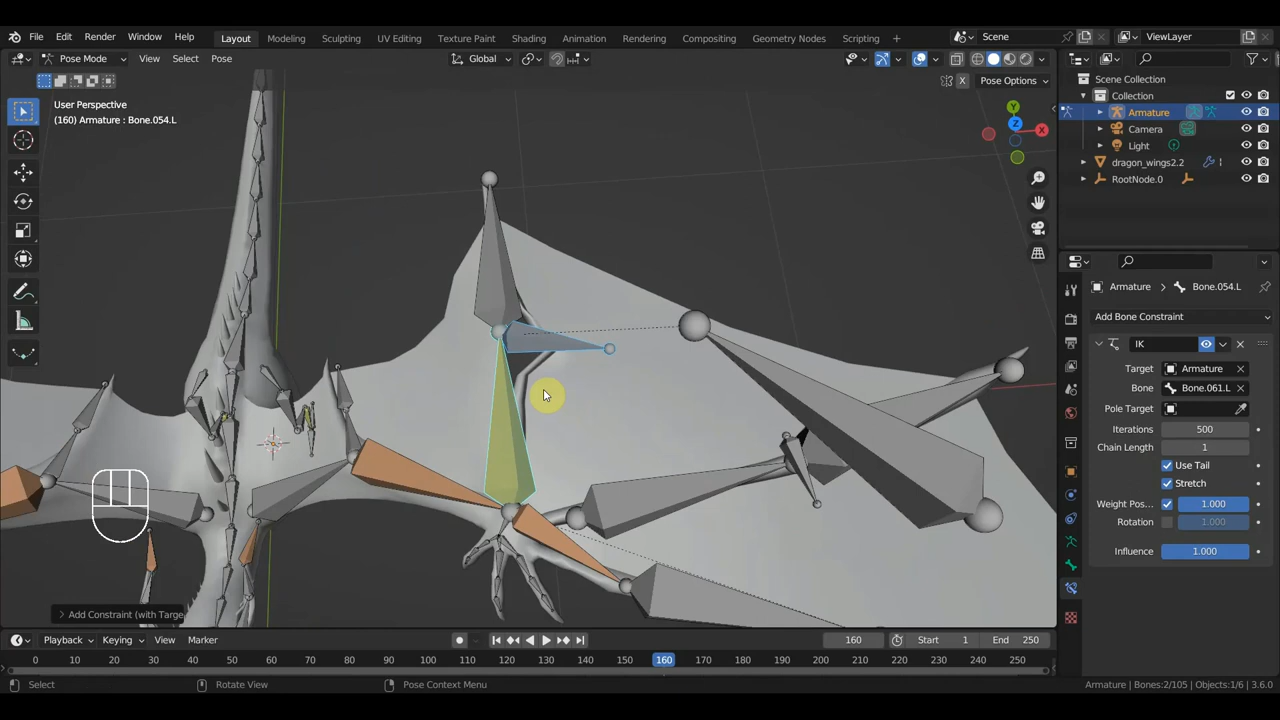 File Edit Render Window Help Layout Modeling Sculpting UV Editing Texture Paint Shading Animation Rendering Compositing Geometry Nodes Scripting + Scene ViewLayer
Pose Mode View Select Pose Global
X Pose Options
User Perspective
(160) Armature : Bone.054.L
Y
Z
X
Scene Collection
Collection
Armature
Camera
Light
dragon_wings2.2 1
RootNode.0
Armature > Bone.054.L
Add Bone Constraint
IK
Target Armature
Bone Bone.061.L
Pole Target
Iterations 500
Chain Length 1
Use Tail
Stretch
Weight Pos... 1.000
Rotation 1.000
Influence 1.000
> Add Constraint (with Targe
Playback Keying View Marker 160 Start 1 End 250
0 10 20 30 40 50 60 70 80 90 100 110 120 130 140 150 160 170 180 190 200 210 220 230 240 250
Select Rotate View Pose Context Menu Armature | Bones:2/105 | Objects:1/6 | 3.6.0